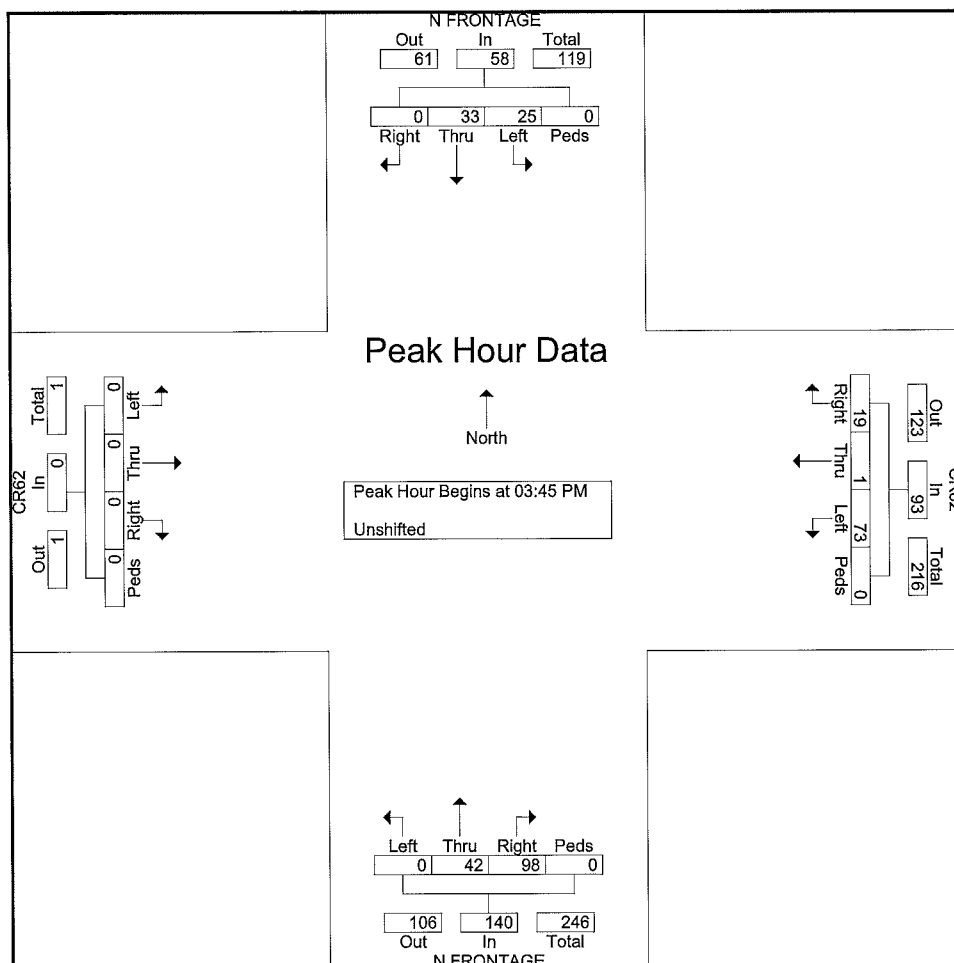 N FRONTAGE
Out In Total
61 58 119
0 33 25 0
Right Thru Left Peds
Peak Hour Data
North
Peak Hour Begins at 03:45 PM
Unshifted
CR62
Total In Out
1 0 1
0 0 0 0
Left Thru Right Peds
Right Thru Left Peds
19 1 73 0
Out In Total
123 93 216
Left Thru Right Peds
0 42 98 0
106 140 246
Out In Total
N FRONTAGE